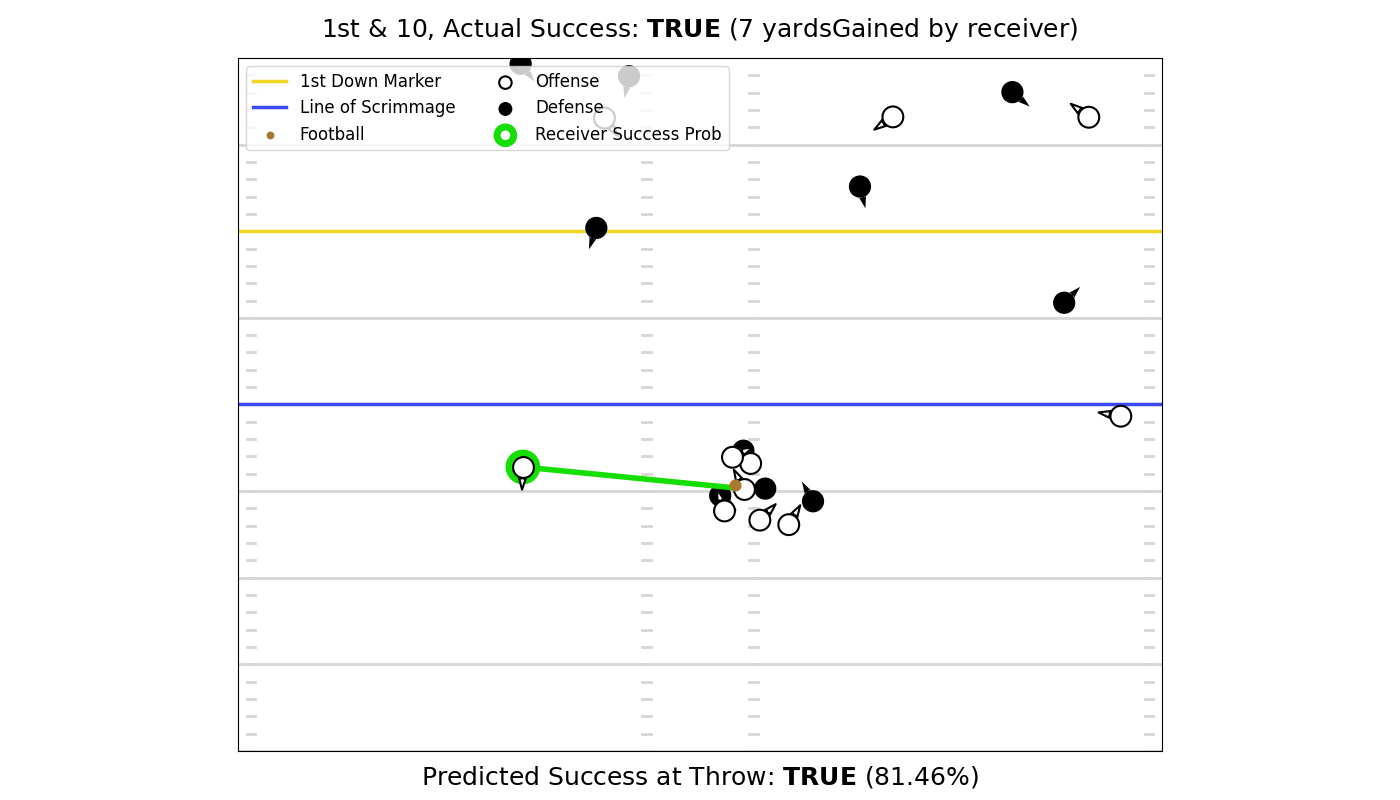 1st & 10, Actual Success: TRUE (7 yardsGained by receiver)
1st Down Marker
Line of Scrimmage
Football
Offense
Defense
Receiver Success Prob
Predicted Success at Throw: TRUE (81.46%)